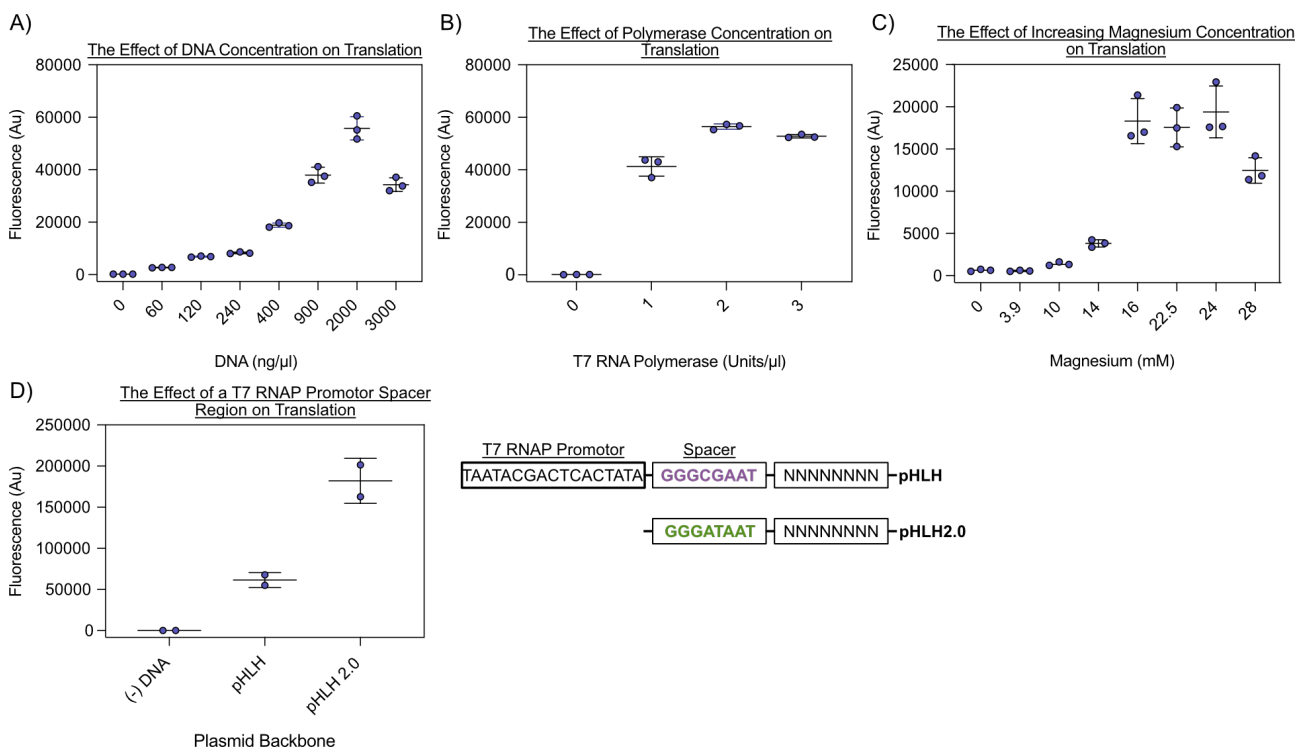 A)
The Effect of DNA Concentration on Translation
80000
60000
40000
20000
0
Fluorescence (Au)
0 60 120 240 400 900 2000 3000
DNA (ng/µl)
B)
The Effect of Polymerase Concentration on
Translation
80000
60000
40000
20000
0
Fluorescence (Au)
0 1 2 3
T7 RNA Polymerase (Units/µl)
C)
The Effect of Increasing Magnesium Concentration
on Translation
25000
20000
15000
10000
5000
0
Fluorescence (Au)
0 3.9 10 14 16 22.5 24 28
Magnesium (mM)
D)
The Effect of a T7 RNAP Promotor Spacer
Region on Translation
250000
200000
150000
100000
50000
0
Fluorescence (Au)
(-) DNA pHLH pHLH 2.0
Plasmid Backbone
T7 RNAP Promotor Spacer
TAATACGACTCACTATA GGGCGAAT NNNNNNNN pHLH
GGGATAAT NNNNNNNN pHLH2.0